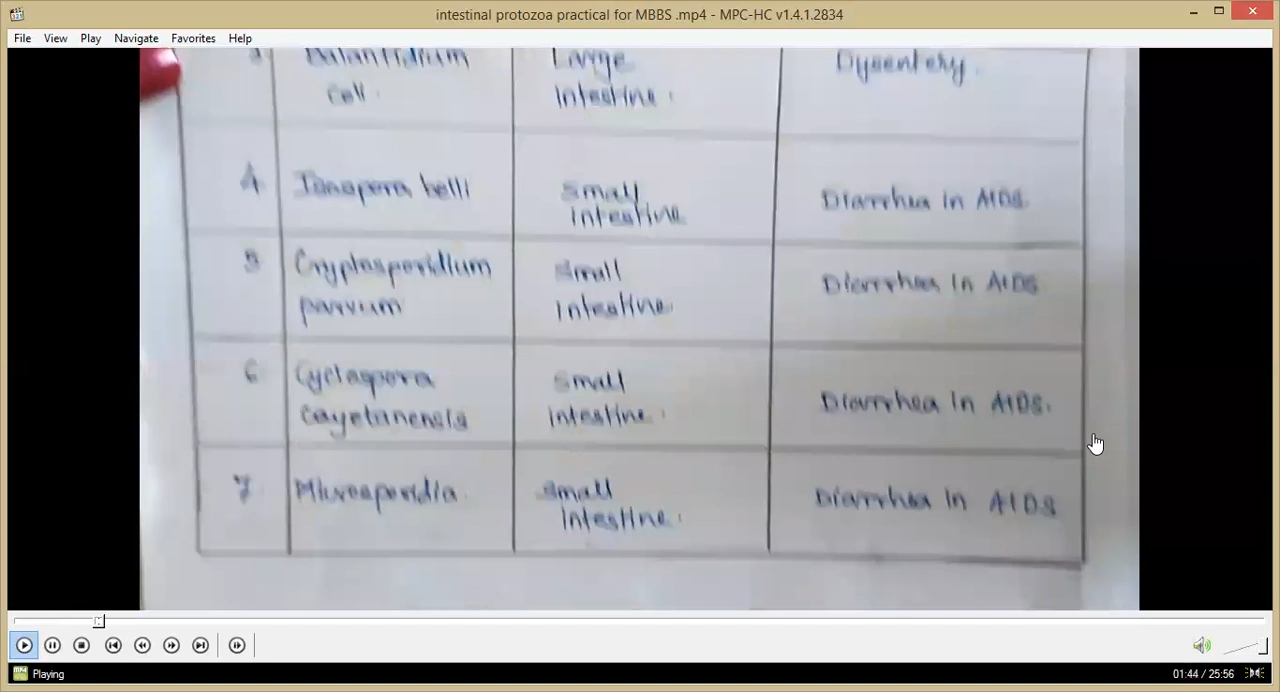 intestinal protozoa practical for MBBS .mp4 - MPC-HC v1.4.1.2834
File View Play Navigate Favorites Help
3 Balantidium Large Dysentery.
coli. Intestine.
4 Isospora belli Small Diarrhea in AIDS
Intestine
5 Cryptosporidium Small Diarrhea in AIDS
parvum Intestine.
6 Cyclospora Small Diarrhea in AIDS.
Cayetanensis intestine.
7 Microsporidia. Small Diarrhea in AIDS
intestine.
Playing 01:44 / 25:56